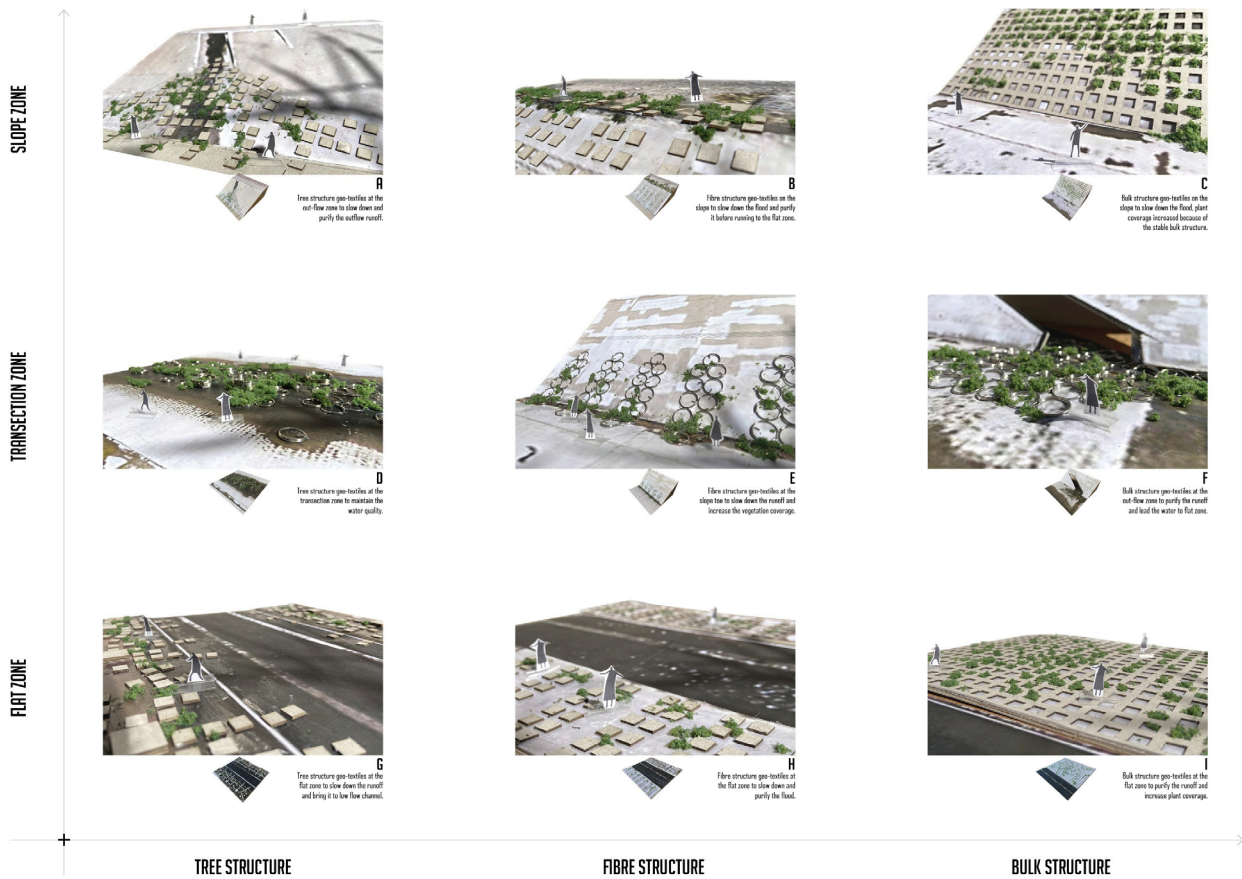 SLOPE ZONE
A
Tree structure geo-textiles at the
out-flow zone to slow down and
purify the outflow runoff.
B
Fibre structure geo-textiles on the
slope to slow down the flood and purify
it before running to the flat zone.
C
Bulk structure geo-textiles on the
slope to slow down the flood, plant
coverage increased because of
the stable bulk structure.
TRANSECTION ZONE
D
Tree structure geo-textiles at the
transection zone to maintain the
water quality.
E
Fibre structure geo-textiles at the
slope toe to slow down the runoff and
increase the vegetation coverage.
F
Bulk structure geo-textiles at the
out-flow zone to purify the runoff
and lead the water to flat zone.
FLAT ZONE
G
Tree structure geo-textiles at the
flat zone to slow down the runoff
and bring it to low flow channel.
H
Fibre structure geo-textiles at
the flat zone to slow down and
purify the flood.
I
Bulk structure geo-textiles at the
flat zone to purify the runoff and
increase plant coverage.
TREE STRUCTURE
FIBRE STRUCTURE
BULK STRUCTURE